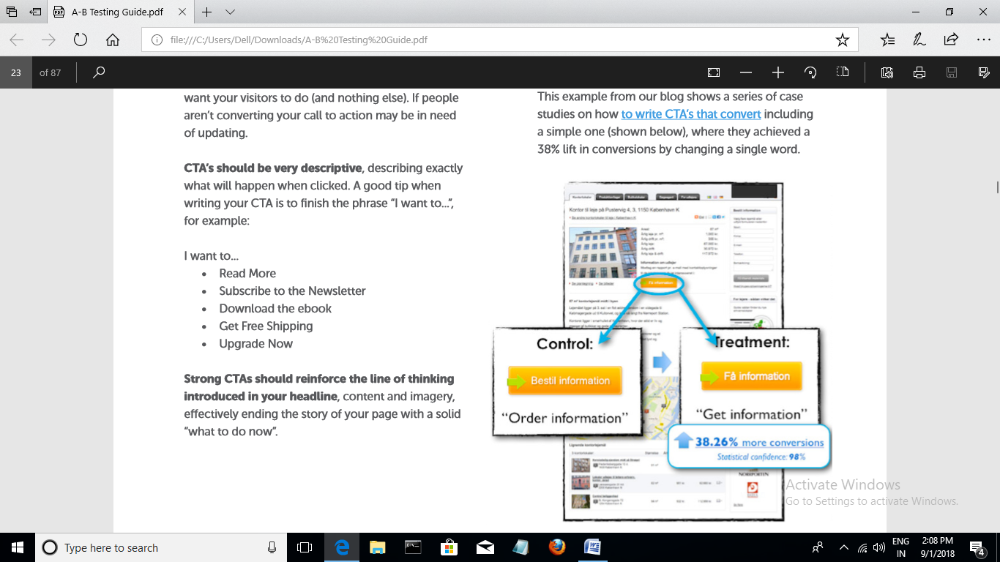 A-B Testing Guide.pdf
file:///C:/Users/Dell/Downloads/A-B%20Testing%20Guide.pdf
23 of 87
want your visitors to do (and nothing else). If people
aren’t converting your call to action may be in need
of updating.
CTA’s should be very descriptive, describing exactly
what will happen when clicked. A good tip when
writing your CTA is to finish the phrase “I want to...”,
for example:
I want to...
• Read More
• Subscribe to the Newsletter
• Download the ebook
• Get Free Shipping
• Upgrade Now
Strong CTAs should reinforce the line of thinking
introduced in your headline, content and imagery,
effectively ending the story of your page with a solid
“what to do now”.
This example from our blog shows a series of case
studies on how to write CTA’s that convert including
a simple one (shown below), where they achieved a
38% lift in conversions by changing a single word.
Kontor til leje på Pustervig 4, 3, 1150 København K
Information om udlejer
Få information
Control:
Bestil information
“Order information”
Treatment:
Få information
“Get information”
38.26% more conversions
Statistical confidence: 98%
Lignende kontorlejemål
NORRPORTEN
Activate Windows
Go to Settings to activate Windows.
Type here to search
ENG
IN
2:08 PM
9/1/2018
4